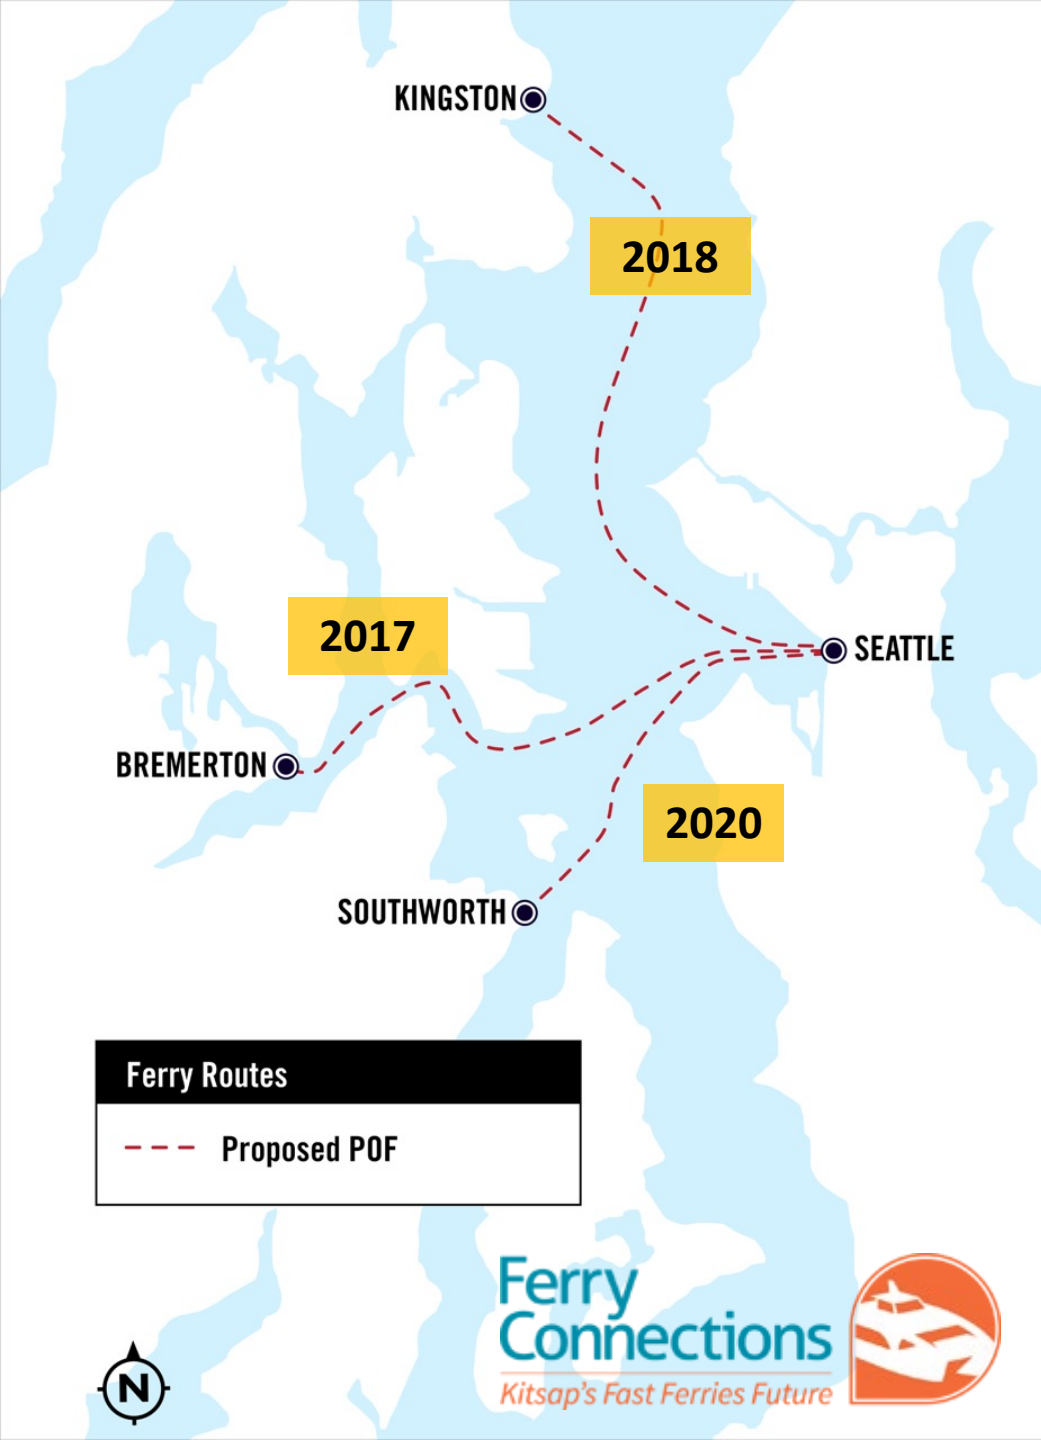 KINGSTON
2018
2017
SEATTLE
BREMERTON
2020
SOUTHWORTH
Ferry Routes
Proposed POF
Ferry
Connections
Kitsap's Fast Ferries Future
N